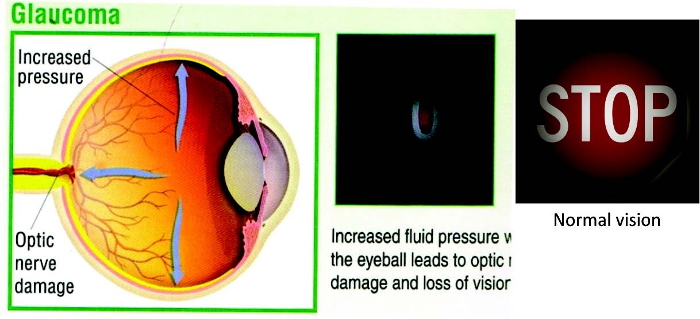 Glaucoma
Increased
pressure
Optic
nerve
damage
STOP
Normal vision
Increased fluid pressure
the eyeball leads to optic
damage and loss of vision